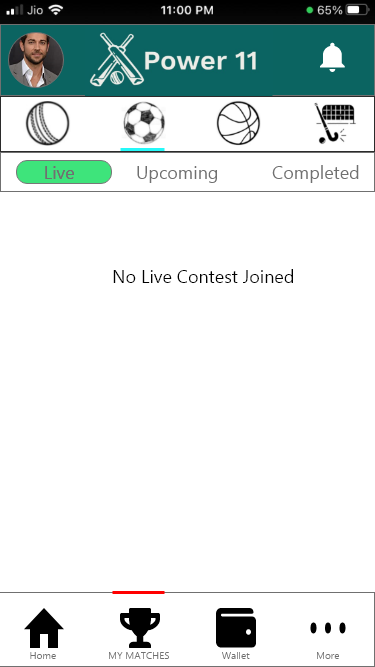 Jio 11:00 PM 65%
Power 11
Live Upcoming Completed
No Live Contest Joined
Home MY MATCHES Wallet More